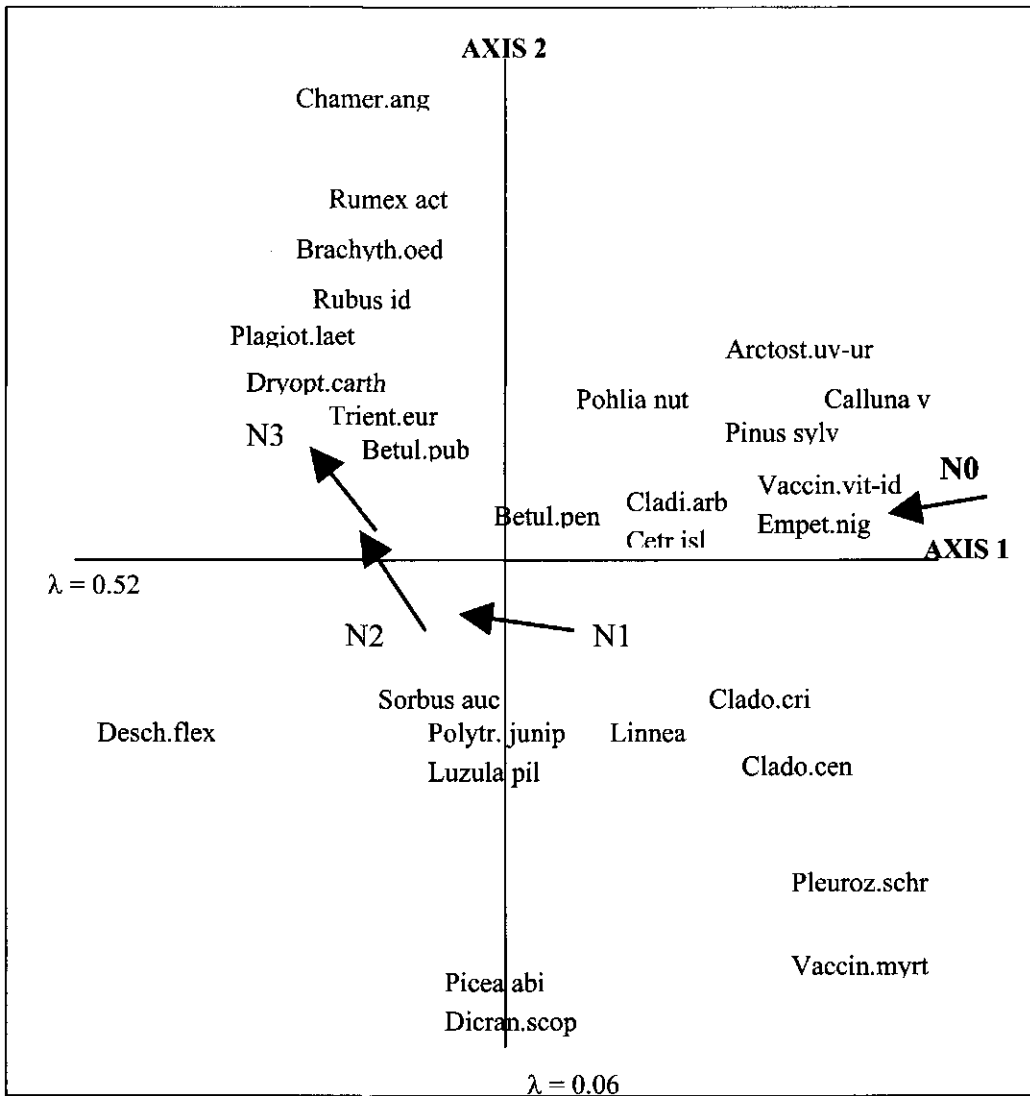 AXIS 2
Chamer.ang
Rumex act
Brachyth.oed
Rubus id
Plagiot.laet
Arctost.uv-ur
Dryopt.carth
Pohlia nut
Calluna v
Trient.eur
N3
Betul.pub
Pinus sylv
N0
Vaccin.vit-id
Cladi.arb
Betul.pen
Empet.nig
Cetr isl
AXIS 1
λ = 0.52
N2
N1
Sorbus auc
Clado.cri
Desch.flex
Polytr. junip
Linnea
Luzula pil
Clado.cen
Pleuroz.schr
Vaccin.myrt
Picea abi
Dicran.scop
λ = 0.06